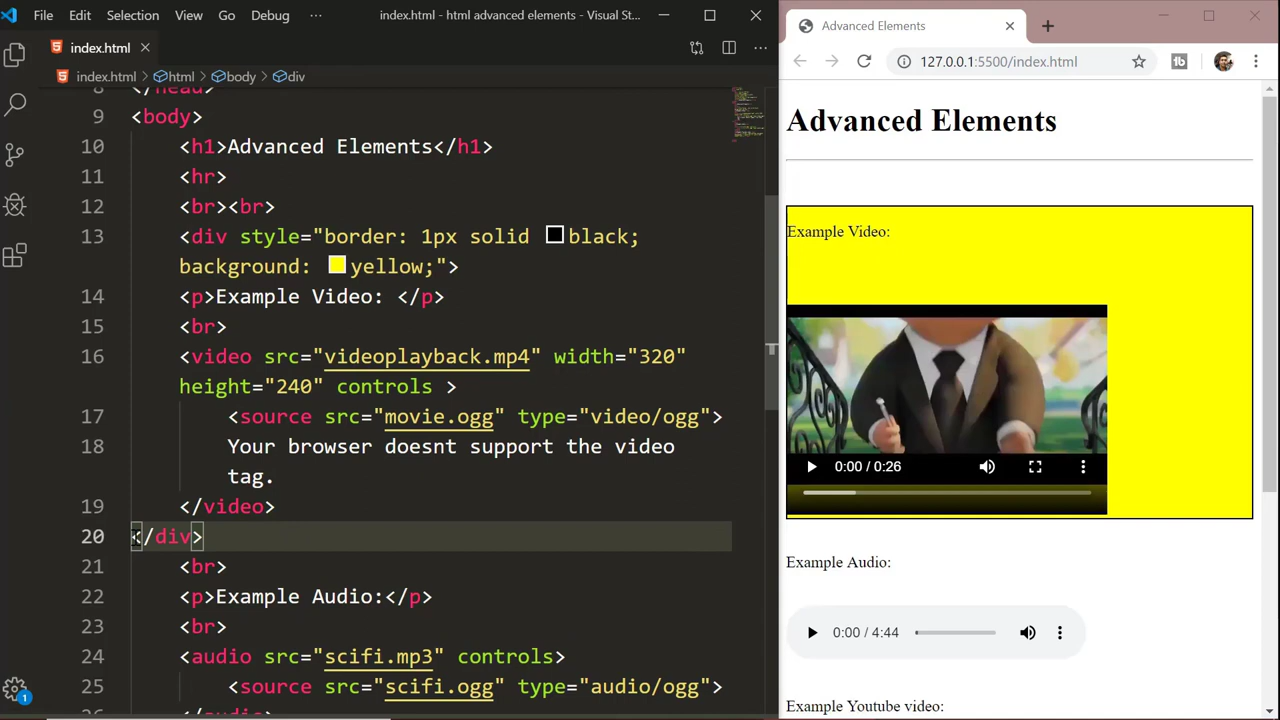 File Edit Selection View Go Debug ··· index.html - html advanced elements - Visual St...
index.html
index.html > html > body > div
8 </head>
9 <body>
10 <h1>Advanced Elements</h1>
11 <hr>
12 <br><br>
13 <div style="border: 1px solid black;
background: yellow;">
14 <p>Example Video: </p>
15 <br>
16 <video src="videoplayback.mp4" width="320"
height="240" controls >
17 <source src="movie.ogg" type="video/ogg">
18 Your browser doesnt support the video
tag.
19 </video>
20 </div>
21 <br>
22 <p>Example Audio:</p>
23 <br>
24 <audio src="scifi.mp3" controls>
25 <source src="scifi.ogg" type="audio/ogg">
26 </audio>
1
Advanced Elements
127.0.0.1:5500/index.html
Advanced Elements
Example Video:
0:00 / 0:26
Example Audio:
0:00 / 4:44
Example Youtube video: